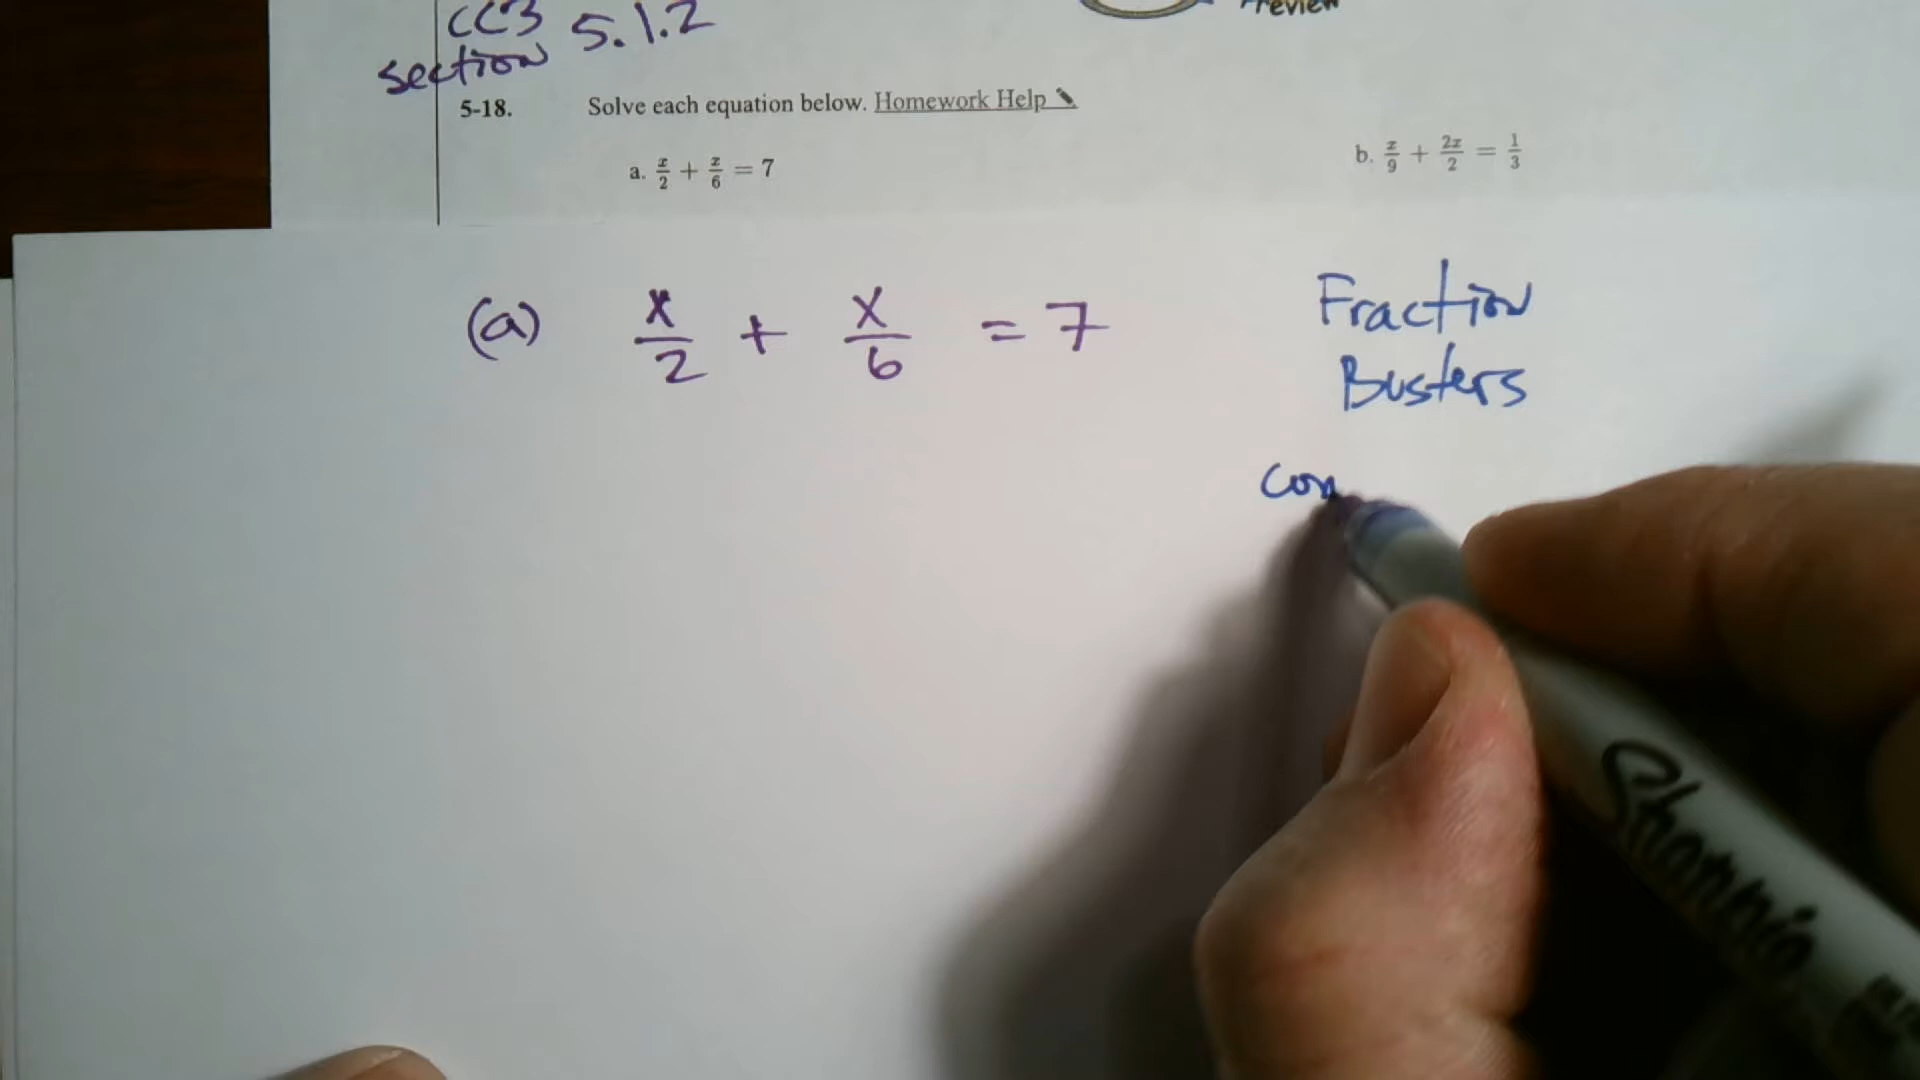 CC3
section 5.1.2
Preview
5-18. Solve each equation below. Homework Help
a. x/2 + x/6 = 7
b. x/9 + 2x/2 = 1/3
(a) x/2 + x/6 = 7
Fraction
Busters
com
Sharpie